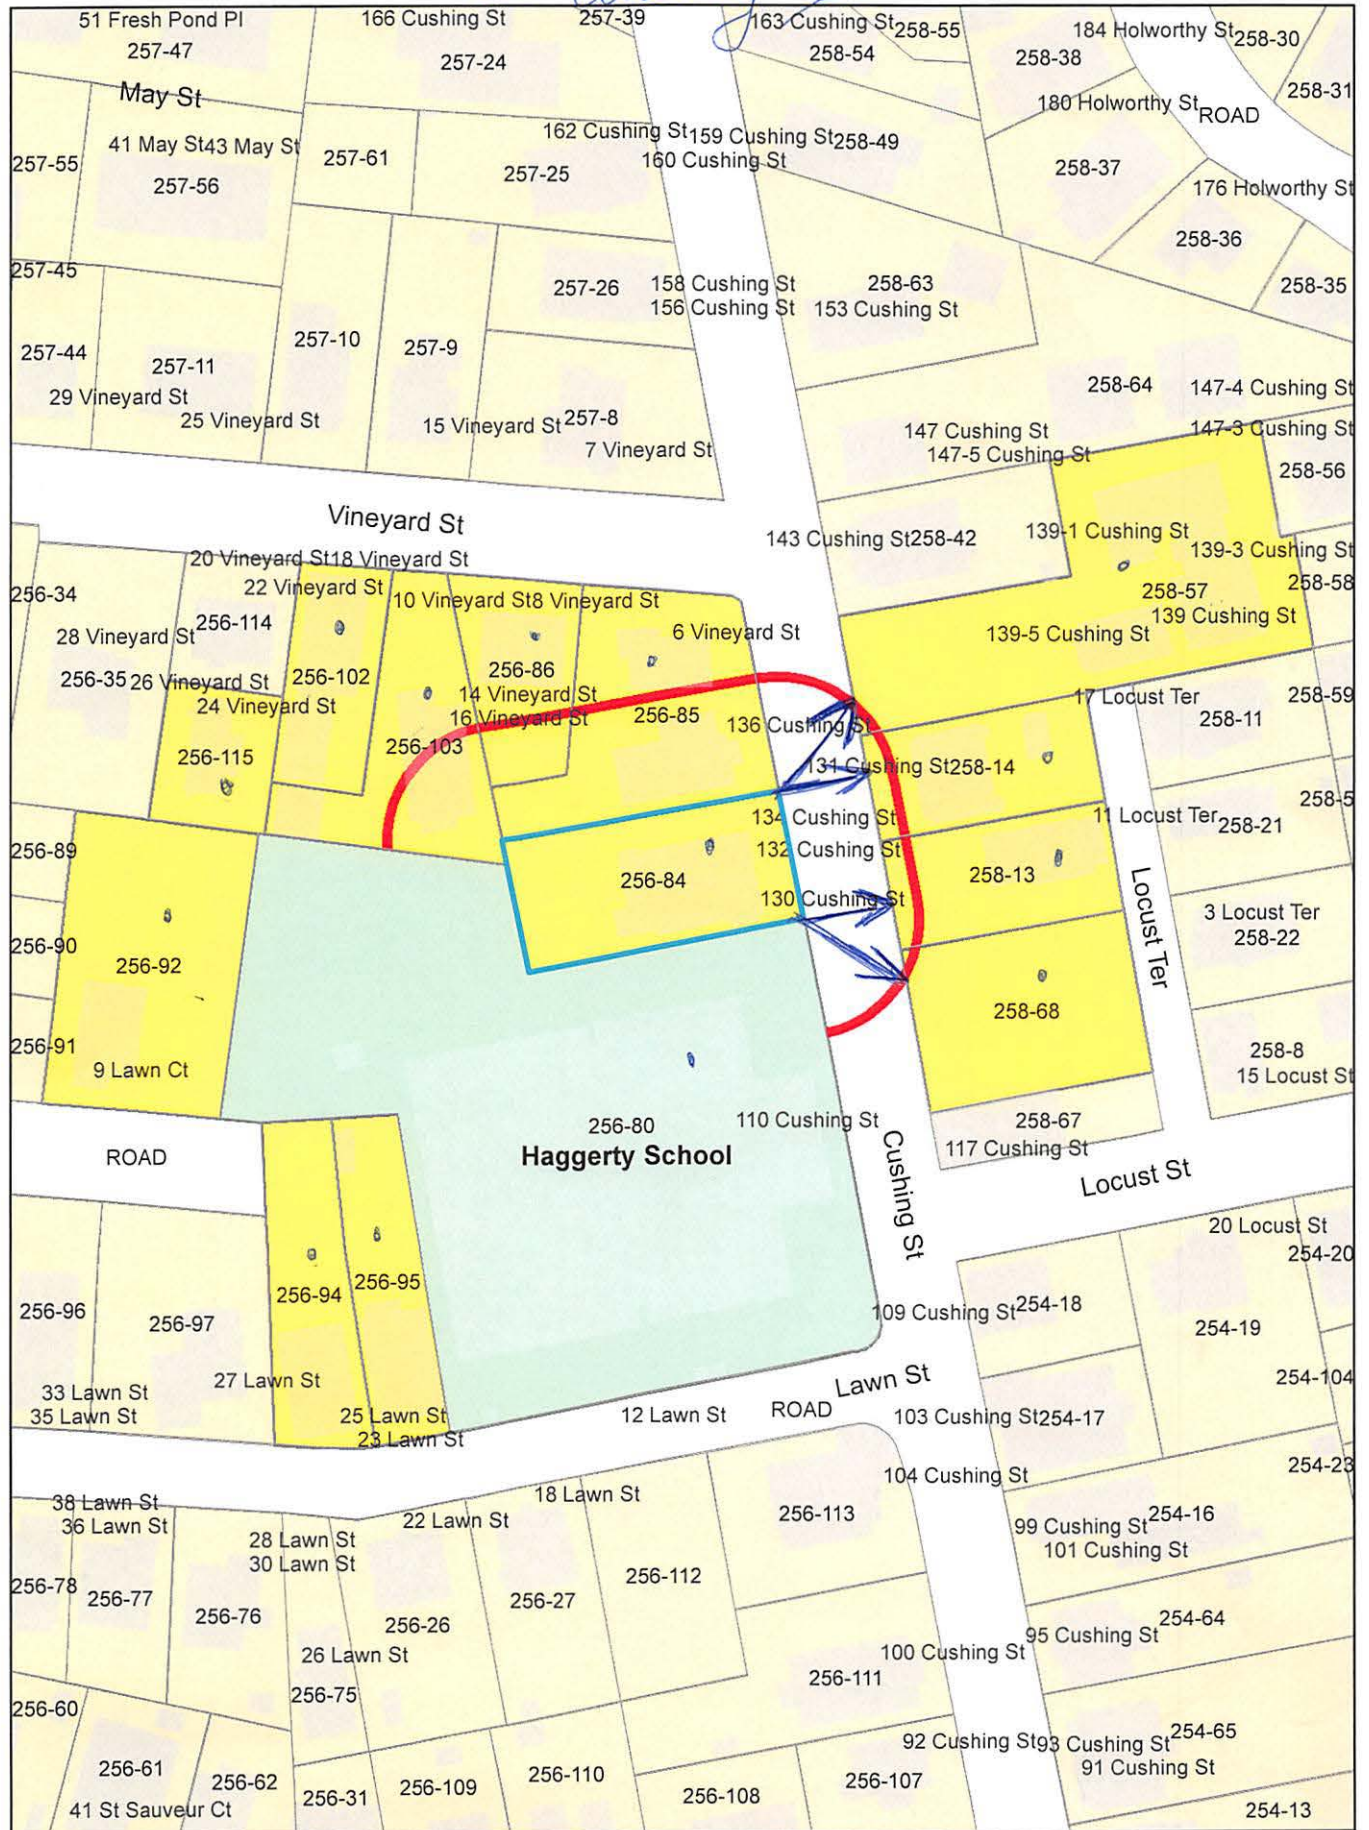 51 Fresh Pond Pl
166 Cushing St
257-39
163 Cushing St
258-55
184 Holworthy St
258-30
257-47
257-24
258-54
258-38
258-31
May St
180 Holworthy St
ROAD
41 May St
43 May St
257-61
162 Cushing St
159 Cushing St
258-49
160 Cushing St
257-55
257-56
257-25
258-37
176 Holworthy St
258-36
257-45
257-26
158 Cushing St
258-63
258-35
156 Cushing St
153 Cushing St
257-10
257-9
257-44
257-11
258-64
147-4 Cushing St
29 Vineyard St
25 Vineyard St
15 Vineyard St
257-8
147 Cushing St
147-3 Cushing St
7 Vineyard St
147-5 Cushing St
258-56
Vineyard St
143 Cushing St
258-42
139-1 Cushing St
139-3 Cushing St
20 Vineyard St
18 Vineyard St
22 Vineyard St
258-57
258-58
256-34
10 Vineyard St
8 Vineyard St
139 Cushing St
28 Vineyard St
256-114
6 Vineyard St
139-5 Cushing St
256-35
26 Vineyard St
256-102
256-86
24 Vineyard St
14 Vineyard St
17 Locust Ter
258-59
16 Vineyard St
256-85
136 Cushing St
258-11
256-115
256-103
131 Cushing St
258-14
134 Cushing St
11 Locust Ter
258-5
256-89
132 Cushing St
258-21
256-84
258-13
130 Cushing St
Locust Ter
3 Locust Ter
258-22
256-90
256-92
258-68
256-91
9 Lawn Ct
258-8
15 Locust St
256-80
110 Cushing St
258-67
ROAD
Haggerty School
Cushing St
117 Cushing St
Locust St
20 Locust St
254-20
256-94
256-95
256-96
256-97
109 Cushing St
254-18
254-19
33 Lawn St
27 Lawn St
Lawn St
254-104
35 Lawn St
25 Lawn St
12 Lawn St
ROAD
103 Cushing St
254-17
23 Lawn St
254-23
104 Cushing St
38 Lawn St
18 Lawn St
36 Lawn St
28 Lawn St
22 Lawn St
256-113
99 Cushing St
254-16
30 Lawn St
101 Cushing St
256-78
256-77
256-76
256-26
256-27
256-112
95 Cushing St
254-64
26 Lawn St
100 Cushing St
256-75
256-111
256-60
92 Cushing St
93 Cushing St
254-65
256-61
256-62
256-31
256-109
256-110
256-108
256-107
91 Cushing St
41 St Sauveur Ct
254-13